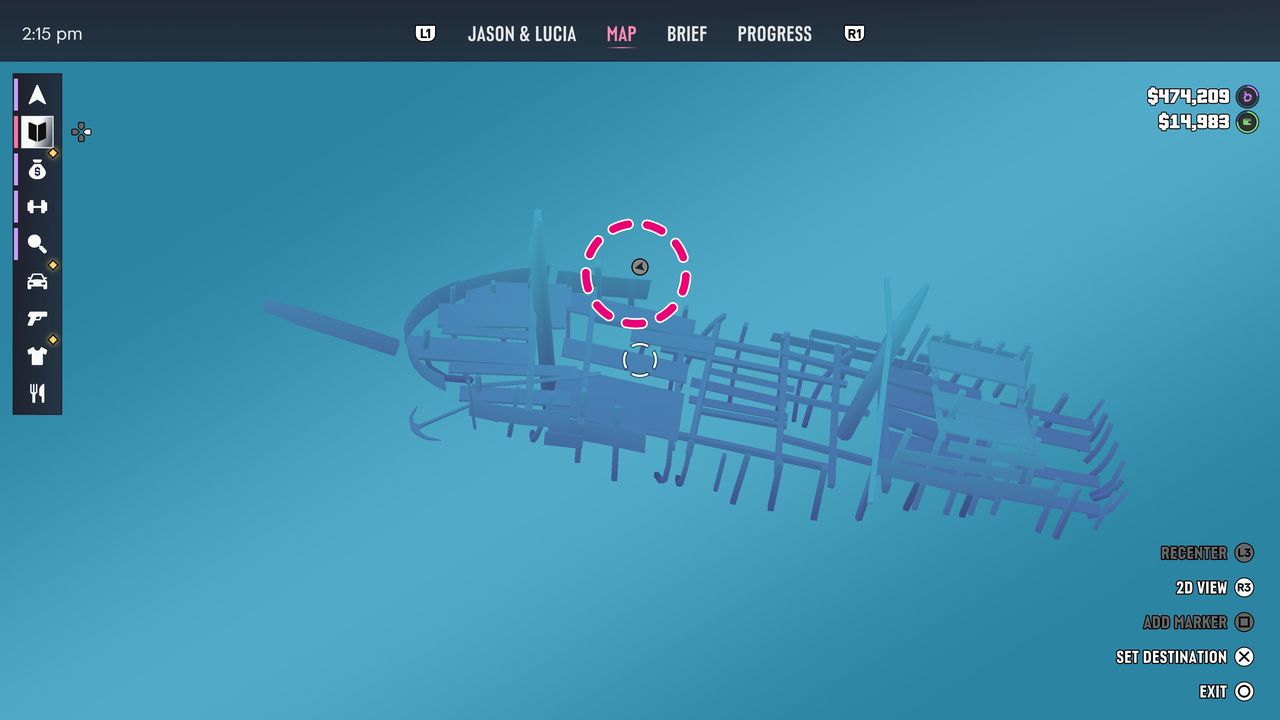 2:15 pm
L1 JASON & LUCIA MAP BRIEF PROGRESS R1
$474,209
$14,983
RECENTER L3
2D VIEW R3
ADD MARKER
SET DESTINATION
EXIT